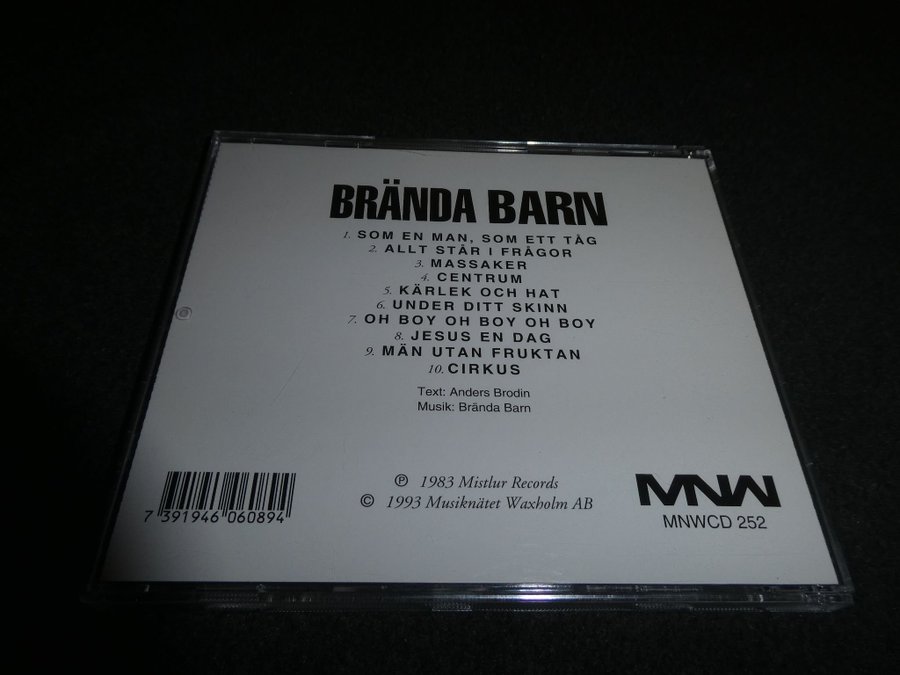 BRÄNDA BARN
1. SOM EN MAN, SOM ETT TÅG
2. ALLT STÅR I FRÅGOR
3. MASSAKER
4. CENTRUM
5. KÄRLEK OCH HAT
6. UNDER DITT SKINN
7. OH BOY OH BOY OH BOY
8. JESUS EN DAG
9. MÄN UTAN FRUKTAN
10. CIRKUS
Text: Anders Brodin
Musik: Brända Barn
℗ 1983 Mistlur Records
© 1993 Musiknätet Waxholm AB
7 391946 060894
MNW
MNWCD 252